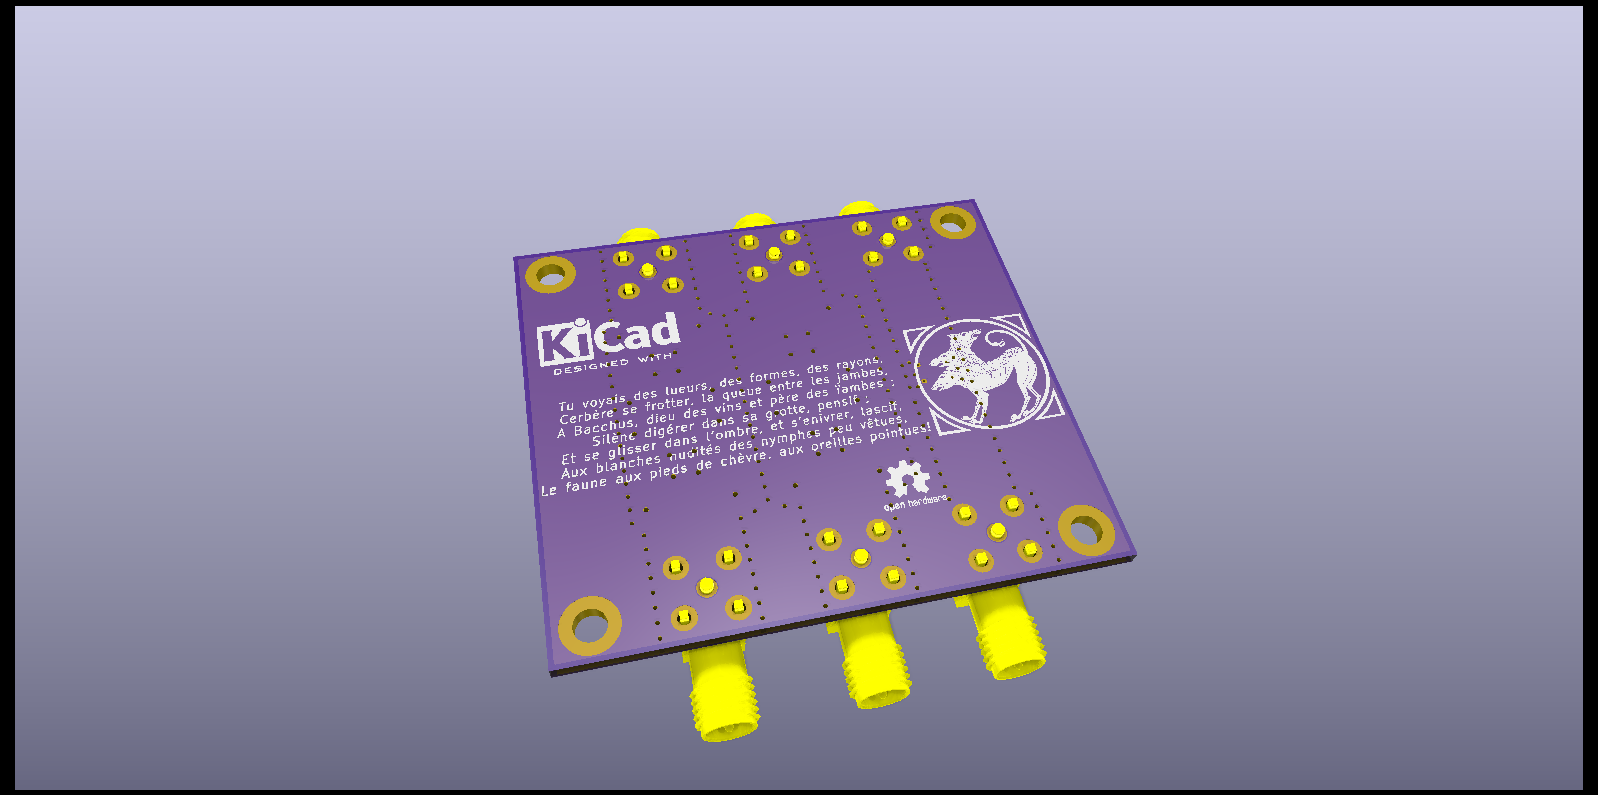 KiCad
DESIGNED WITH
Tu voyais des lueurs, des formes, des rayons,
Cerbère se frotter, la queue entre les jambes,
A Bacchus, dieu des vins et père des ïambes ;
Silène digérer dans sa grotte, pensif ;
Et se glisser dans l'ombre, et s'enivrer, lascif,
Aux blanches nudités des nymphes peu vêtues,
Le faune aux pieds de chèvre, aux oreilles pointues!
open hardware